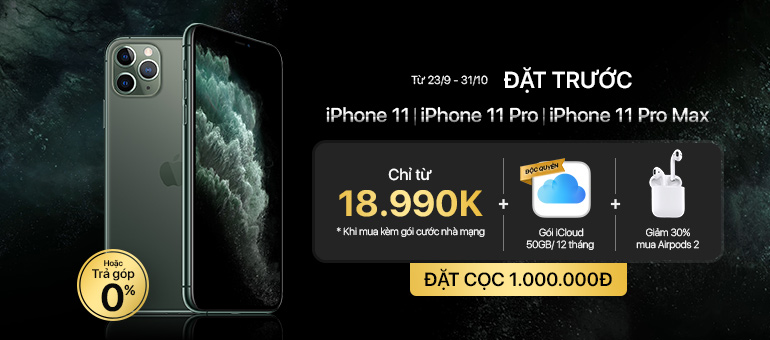 Từ 23/9 - 31/10 ĐẶT TRƯỚC
iPhone 11 | iPhone 11 Pro | iPhone 11 Pro Max
Chỉ từ
18.990K
* Khi mua kèm gói cước nhà mạng
+
ĐỘC QUYỀN
Gói iCloud
50GB/ 12 tháng
+
Giảm 30%
mua Airpods 2
ĐẶT CỌC 1.000.000Đ
Hoặc
Trả góp
0%